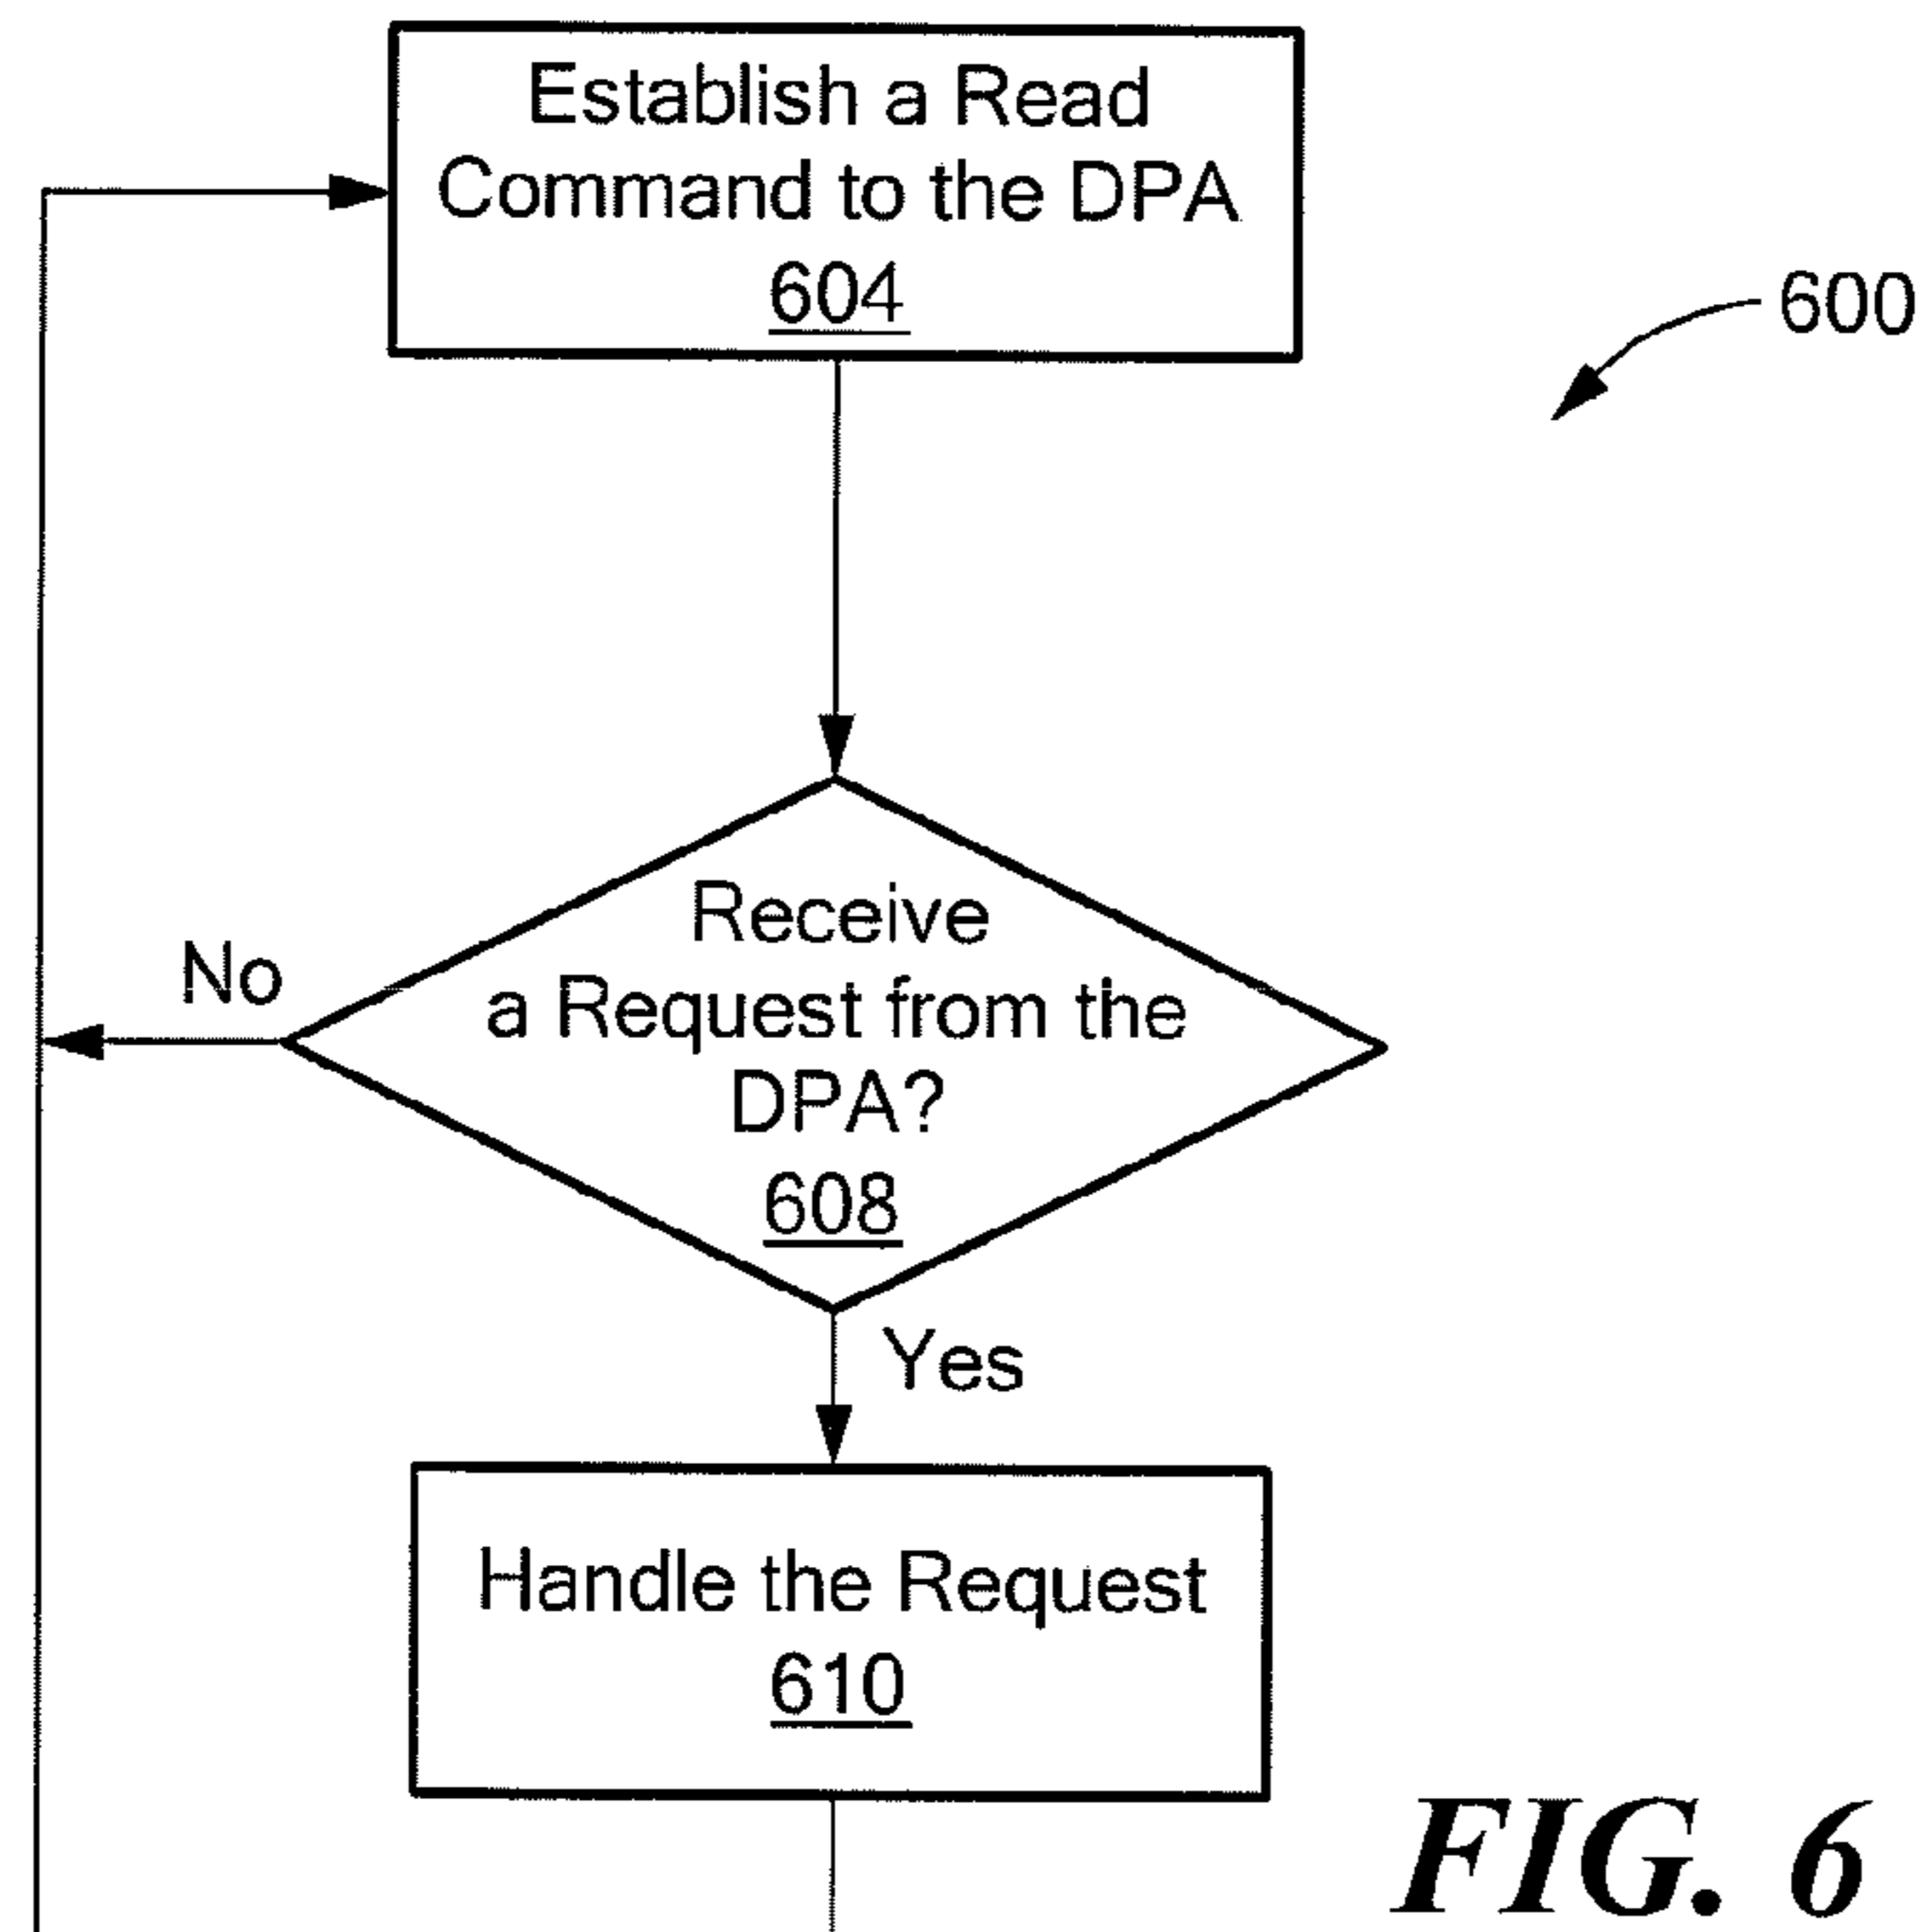 Establish a Read
Command to the DPA
604
600
Receive
a Request from the
DPA?
608
No
Yes
Handle the Request
610
FIG. 6